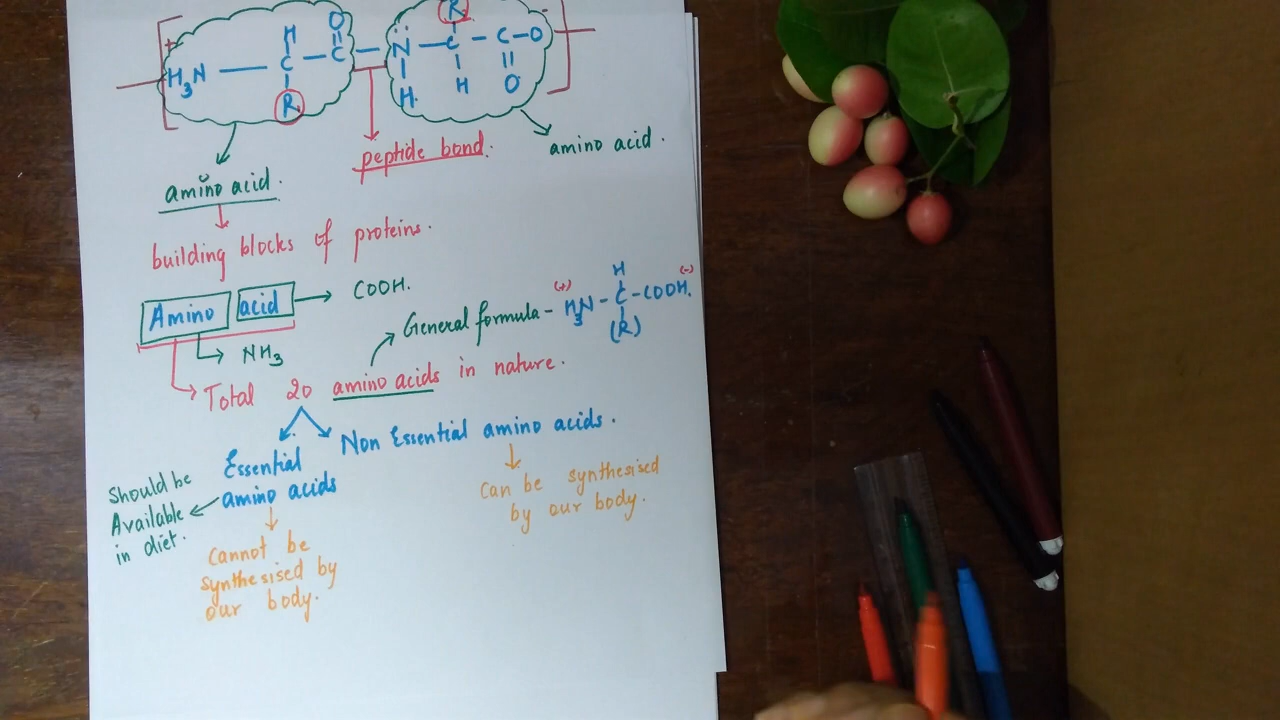 H O R
+ H₃N — C — C — N — C — C — O -
R H H O
peptide bond.
amino acid.
amino acid.
building blocks of proteins.
Amino acid → COOH.
NH₃
General formula - (+) H₃N - C - COOH. (-)
H
(R)
Total 20 amino acids in nature.
Essential amino acids
Non Essential amino acids.
Should be
Available
in diet.
Cannot be
synthesised by
our body.
Can be synthesised
by our body.